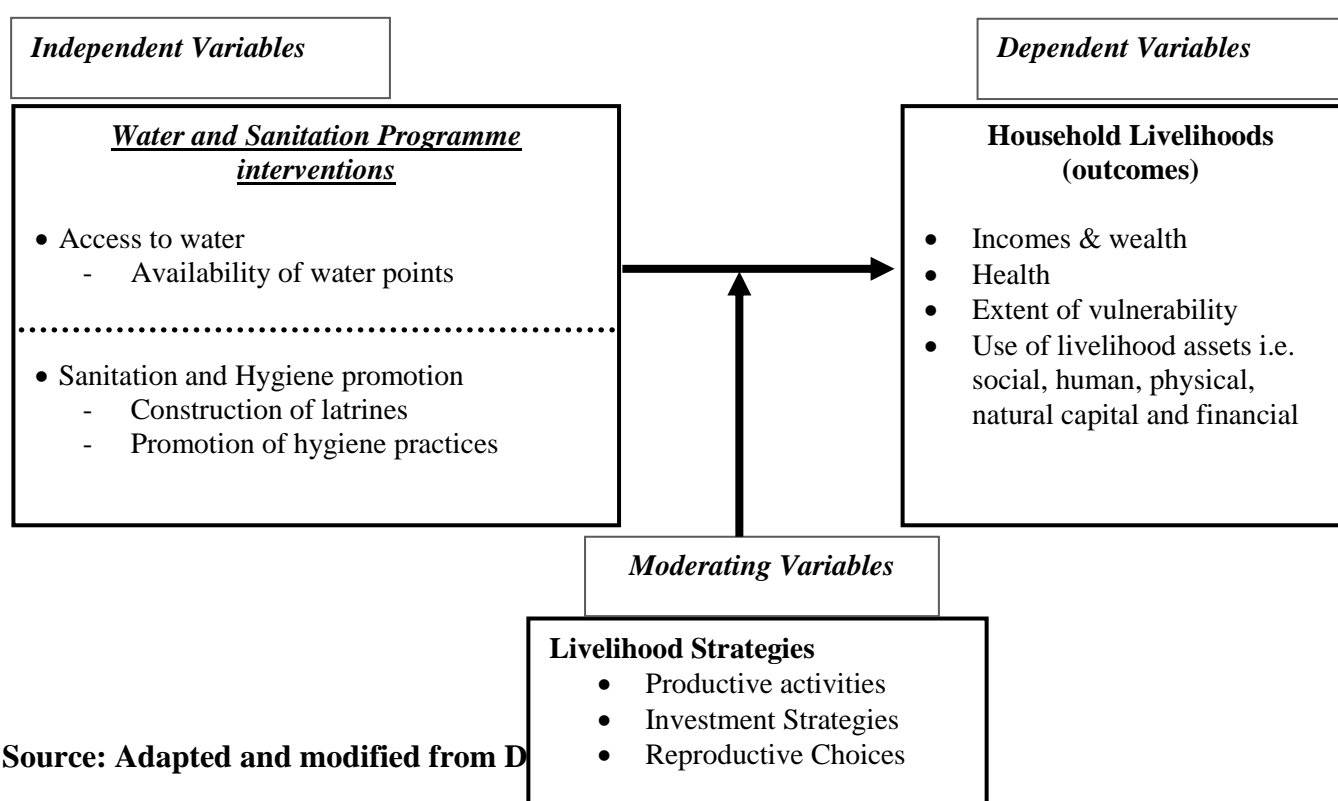 Independent Variables
Dependent Variables
Water and Sanitation Programme
interventions
• Access to water
- Availability of water points
• Sanitation and Hygiene promotion
- Construction of latrines
- Promotion of hygiene practices
Household Livelihoods
(outcomes)
• Incomes & wealth
• Health
• Extent of vulnerability
• Use of livelihood assets i.e.
social, human, physical,
natural capital and financial
Moderating Variables
Livelihood Strategies
• Productive activities
• Investment Strategies
• Reproductive Choices
Source: Adapted and modified from D